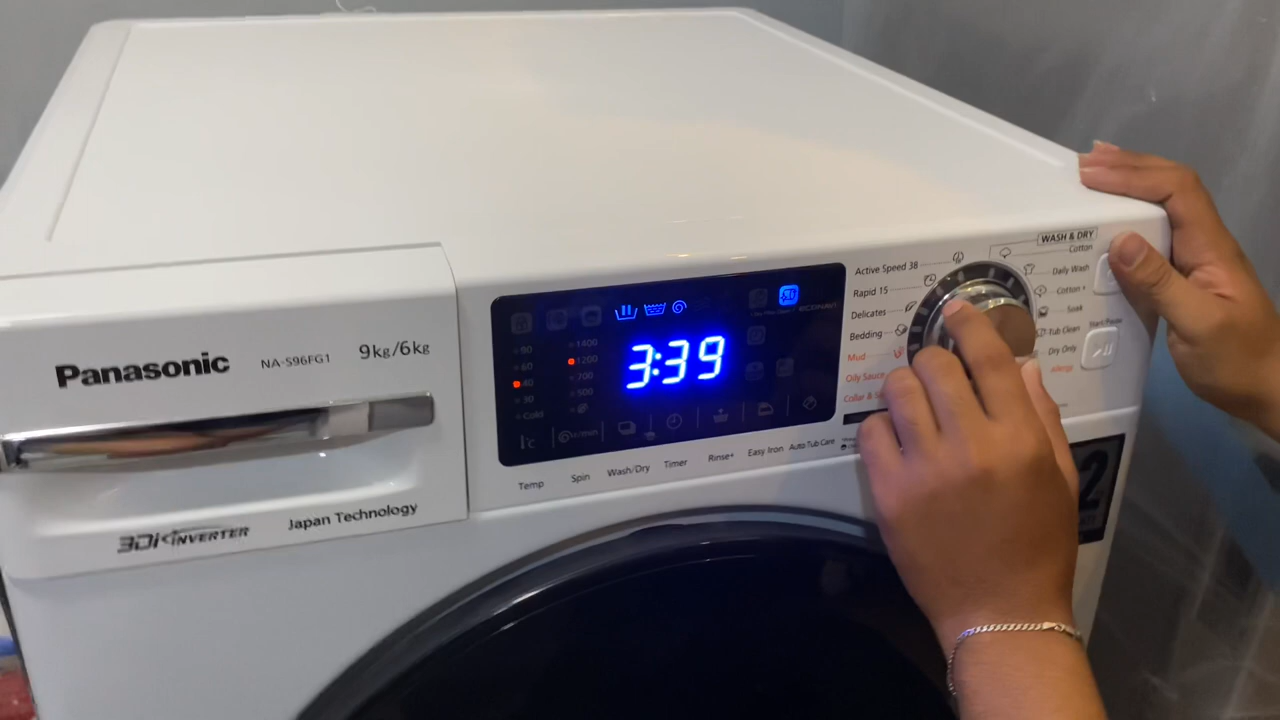 Panasonic
NA-S96FG1
9kg/6kg
3Di INVERTER
Japan Technology
90
60
40
30
Cold
1400
1200
700
500
3:39
ECONAVI
°c
Temp
Spin
Wash/Dry
Timer
Rinse+
Easy Iron
Auto Tub Care
Active Speed 38
Rapid 15
Delicates
Bedding
Mud
Oily Sauce
Collar &
WASH & DRY
Cotton
Daily Wash
Cotton +
Soak
Tub Clean
Dry Only
Allergy
Start/Pause
2